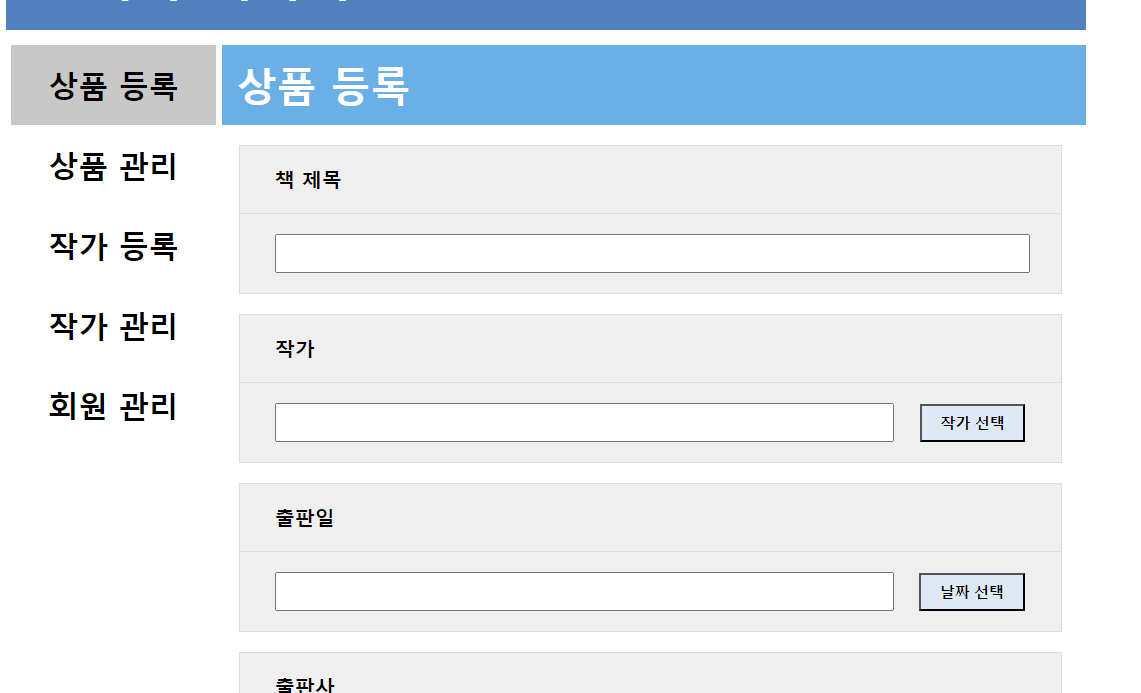 상품 등록
상품 관리
작가 등록
작가 관리
회원 관리
상품 등록
책 제목
작가
작가 선택
출판일
날짜 선택
출판사